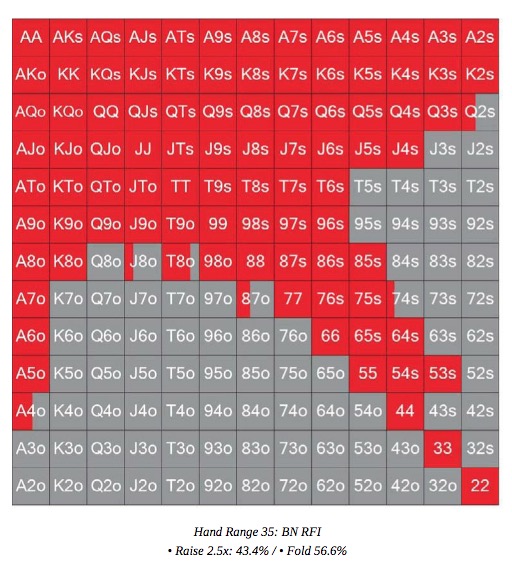 AA AKs AQs AJs ATs A9s A8s A7s A6s A5s A4s A3s A2s
AKo KK KQs KJs KTs K9s K8s K7s K6s K5s K4s K3s K2s
AQo KQo QQ QJs QTs Q9s Q8s Q7s Q6s Q5s Q4s Q3s Q2s
AJo KJo QJo JJ JTs J9s J8s J7s J6s J5s J4s J3s J2s
ATo KTo QTo JTo TT T9s T8s T7s T6s T5s T4s T3s T2s
A9o K9o Q9o J9o T9o 99 98s 97s 96s 95s 94s 93s 92s
A8o K8o Q8o J8o T8o 98o 88 87s 86s 85s 84s 83s 82s
A7o K7o Q7o J7o T7o 97o 87o 77 76s 75s 74s 73s 72s
A6o K6o Q6o J6o T6o 96o 86o 76o 66 65s 64s 63s 62s
A5o K5o Q5o J5o T5o 95o 85o 75o 65o 55 54s 53s 52s
A4o K4o Q4o J4o T4o 94o 84o 74o 64o 54o 44 43s 42s
A3o K3o Q3o J3o T3o 93o 83o 73o 63o 53o 43o 33 32s
A2o K2o Q2o J2o T2o 92o 82o 72o 62o 52o 42o 32o 22
Hand Range 35: BN RFI
• Raise 2.5x: 43.4% / • Fold 56.6%